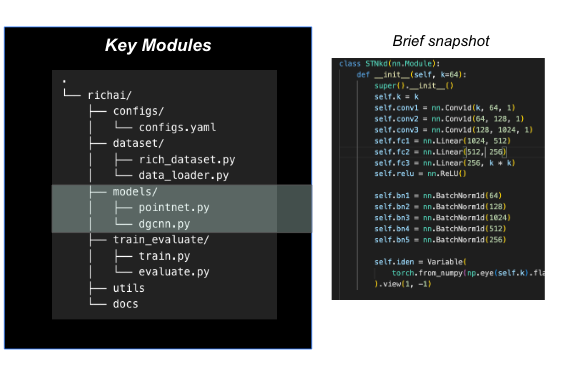 Key Modules
.
└── richai/
├── configs/
│ └── configs.yaml
├── dataset/
│ ├── rich_dataset.py
│ └── data_loader.py
├── models/
│ ├── pointnet.py
│ └── dgcnn.py
├── train_evaluate/
│ ├── train.py
│ └── evaluate.py
├── utils
└── docs
Brief snapshot
class STNkd(nn.Module):
def __init__(self, k=64):
super().__init__()
self.k = k
self.conv1 = nn.Conv1d(k, 64, 1)
self.conv2 = nn.Conv1d(64, 128, 1)
self.conv3 = nn.Conv1d(128, 1024, 1)
self.fc1 = nn.Linear(1024, 512)
self.fc2 = nn.Linear(512, 256)
self.fc3 = nn.Linear(256, k * k)
self.relu = nn.ReLU()
self.bn1 = nn.BatchNorm1d(64)
self.bn2 = nn.BatchNorm1d(128)
self.bn3 = nn.BatchNorm1d(1024)
self.bn4 = nn.BatchNorm1d(512)
self.bn5 = nn.BatchNorm1d(256)
self.iden = Variable(
torch.from_numpy(np.eye(self.k).fla
).view(1, -1)